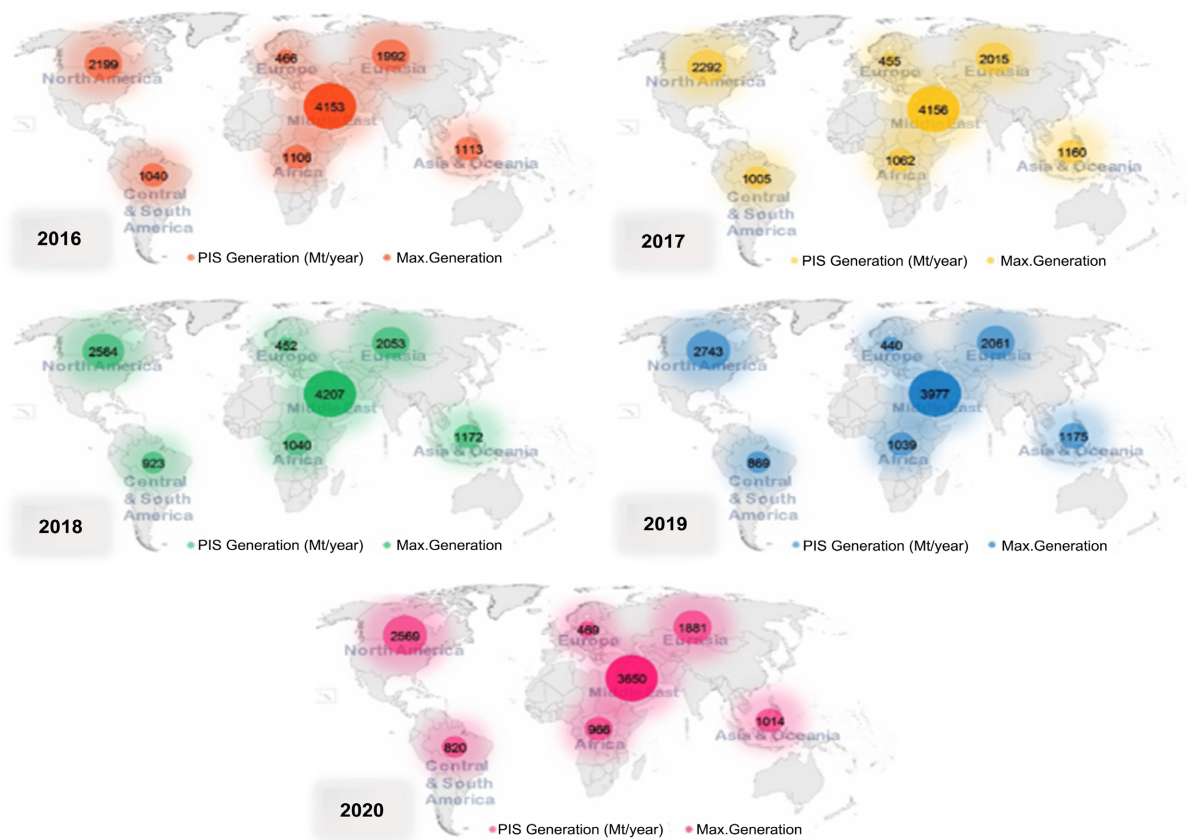 2199
North America
466
Europe
1992
Eurasia
4153
Middle East
1106
Africa
1113
Asia & Oceania
1040
Central
& South
America
2016
PIS Generation (Mt/year) Max.Generation
2292
North America
455
Europe
2015
Eurasia
4156
Middle East
1062
Africa
1160
Asia & Oceania
1005
Central
& South
America
2017
PIS Generation (Mt/year) Max.Generation
2564
North America
452
Europe
2053
Eurasia
4207
Middle East
1040
Africa
1172
Asia & Oceania
923
Central
& South
America
2018
PIS Generation (Mt/year) Max.Generation
2743
North America
440
Europe
2061
Eurasia
3977
Middle East
1039
Africa
1175
Asia & Oceania
869
Central
& South
America
2019
PIS Generation (Mt/year) Max.Generation
2569
North America
469
Europe
1881
Eurasia
3650
Middle East
966
Africa
1014
Asia & Oceania
820
Central
& South
America
2020
PIS Generation (Mt/year) Max.Generation